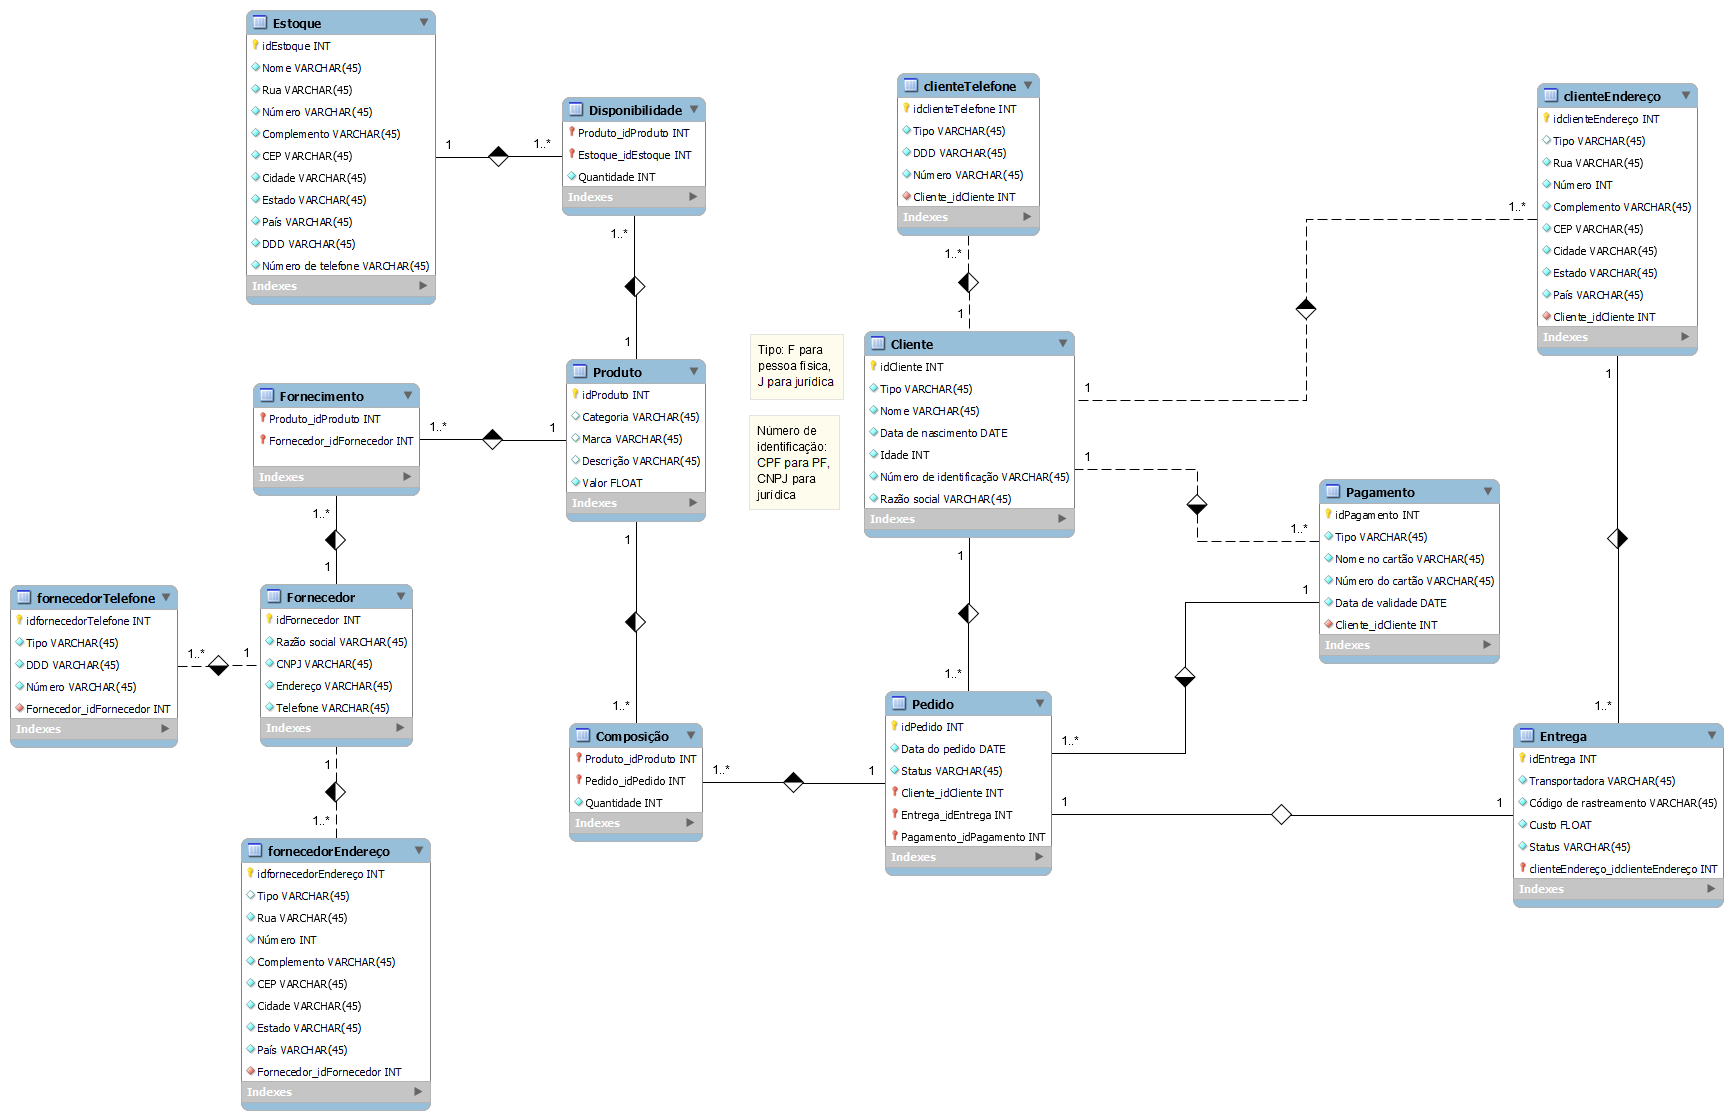 Estoque
idEstoque INT
Nome VARCHAR(45)
Rua VARCHAR(45)
Número VARCHAR(45)
Complemento VARCHAR(45)
CEP VARCHAR(45)
Cidade VARCHAR(45)
Estado VARCHAR(45)
País VARCHAR(45)
DDD VARCHAR(45)
Número de telefone VARCHAR(45)
Indexes
1
1..*
Disponibilidade
Produto_idProduto INT
Estoque_idEstoque INT
Quantidade INT
Indexes
1..*
1
clienteTelefone
idclienteTelefone INT
Tipo VARCHAR(45)
DDD VARCHAR(45)
Número VARCHAR(45)
Cliente_idCliente INT
Indexes
1..*
1
clienteEndereço
idclienteEndereço INT
Tipo VARCHAR(45)
Rua VARCHAR(45)
Número INT
Complemento VARCHAR(45)
CEP VARCHAR(45)
Cidade VARCHAR(45)
Estado VARCHAR(45)
País VARCHAR(45)
Cliente_idCliente INT
Indexes
1..*
1
1
Tipo: F para
pessoa física,
J para juridica
Número de
identificação:
CPF para PF,
CNPJ para
jurídica
Cliente
idCliente INT
Tipo VARCHAR(45)
Nome VARCHAR(45)
Data de nascimento DATE
Idade INT
Número de identificação VARCHAR(45)
Razão social VARCHAR(45)
Indexes
1
1..*
1
1..*
Fornecimento
Produto_idProduto INT
Fornecedor_idFornecedor INT
Indexes
1..*
1
1..*
1
Produto
idProduto INT
Categoria VARCHAR(45)
Marca VARCHAR(45)
Descrição VARCHAR(45)
Valor FLOAT
Indexes
1
1..*
Pagamento
idPagamento INT
Tipo VARCHAR(45)
Nome no cartão VARCHAR(45)
Número do cartão VARCHAR(45)
Data de validade DATE
Cliente_idCliente INT
Indexes
1
1..*
fornecedorTelefone
idfornecedorTelefone INT
Tipo VARCHAR(45)
DDD VARCHAR(45)
Número VARCHAR(45)
Fornecedor_idFornecedor INT
Indexes
1..*
1
Fornecedor
idFornecedor INT
Razão social VARCHAR(45)
CNPJ VARCHAR(45)
Endereço VARCHAR(45)
Telefone VARCHAR(45)
Indexes
1
1..*
Composição
Produto_idProduto INT
Pedido_idPedido INT
Quantidade INT
Indexes
1..*
1
Pedido
idPedido INT
Data do pedido DATE
Status VARCHAR(45)
Cliente_idCliente INT
Entrega_idEntrega INT
Pagamento_idPagamento INT
Indexes
1
1
1..*
Entrega
idEntrega INT
Transportadora VARCHAR(45)
Código de rastreamento VARCHAR(45)
Custo FLOAT
Status VARCHAR(45)
clienteEndereço_idclienteEndereço INT
Indexes
fornecedorEndereço
idfornecedorEndereço INT
Tipo VARCHAR(45)
Rua VARCHAR(45)
Número INT
Complemento VARCHAR(45)
CEP VARCHAR(45)
Cidade VARCHAR(45)
Estado VARCHAR(45)
País VARCHAR(45)
Fornecedor_idFornecedor INT
Indexes